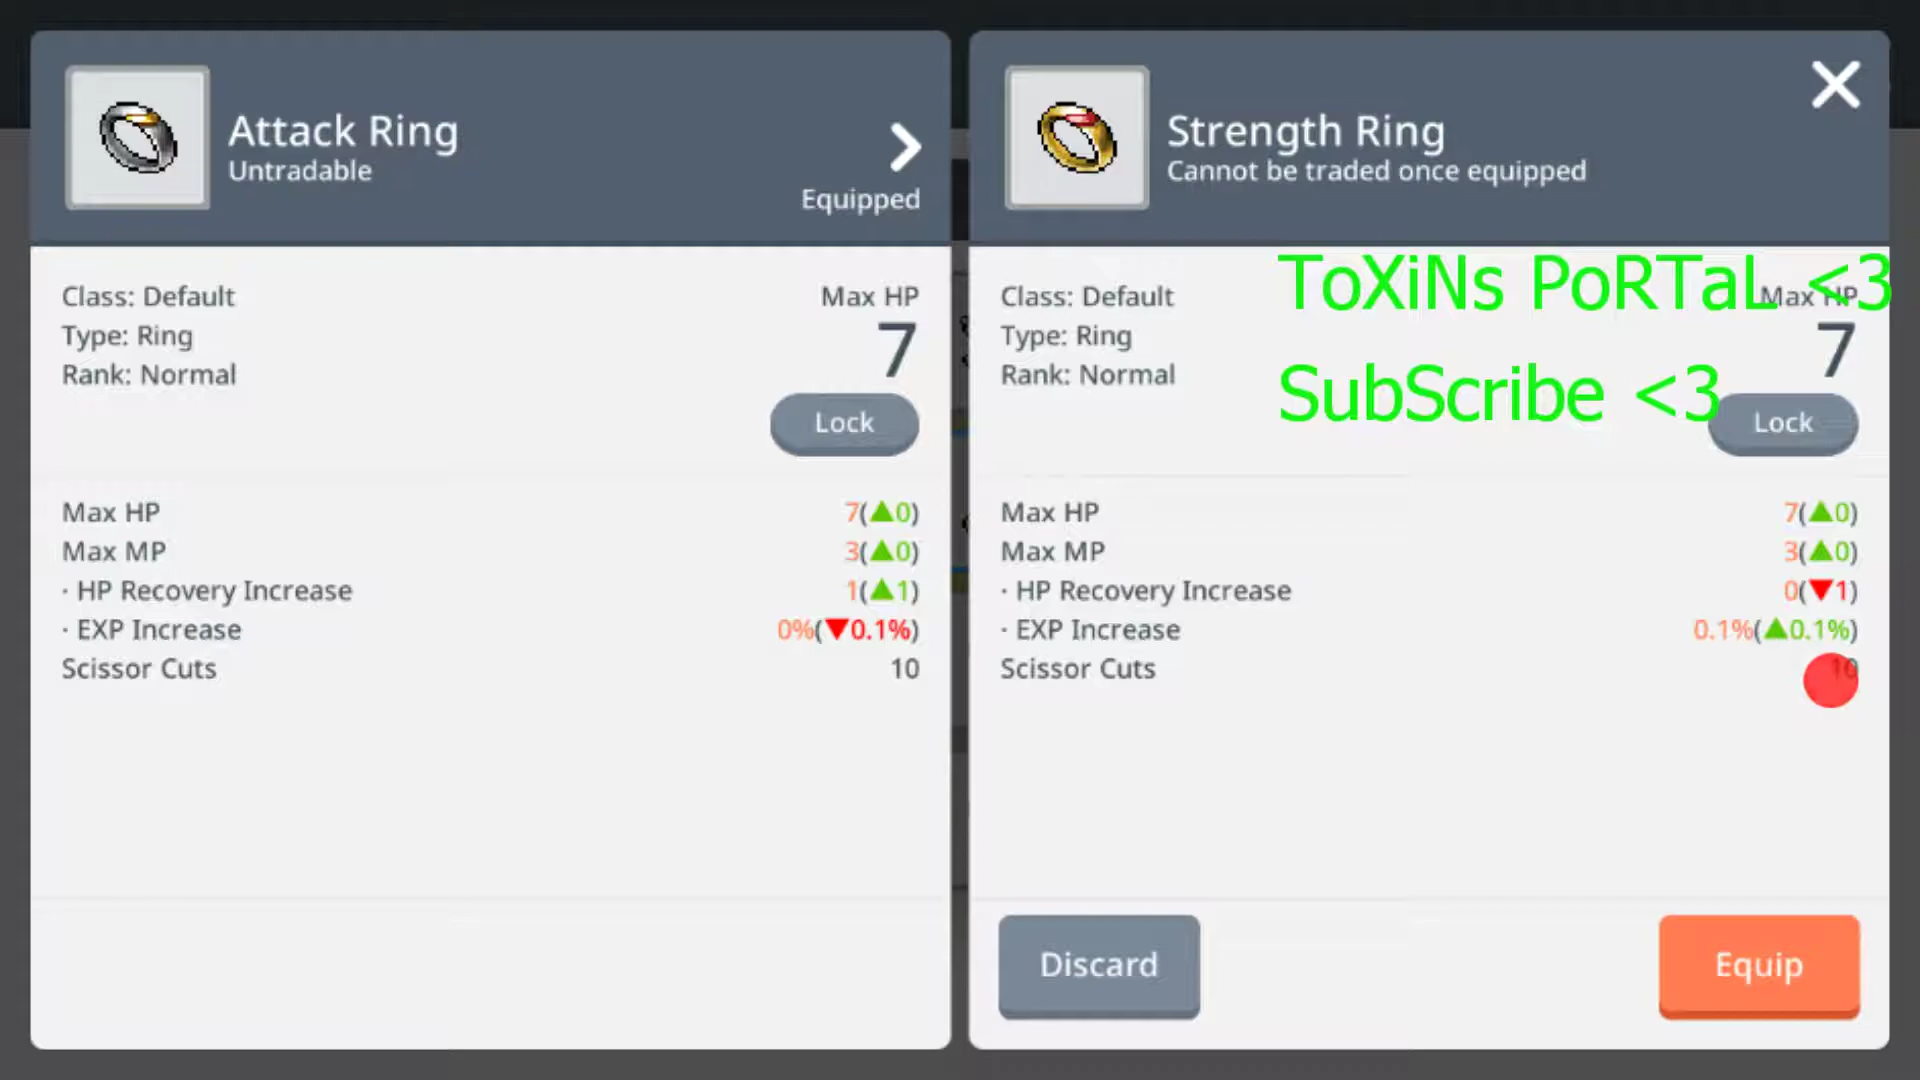 Attack Ring
Untradable
Equipped
Class: Default
Type: Ring
Rank: Normal
Max HP
7
Lock
Max HP 7(▲0)
Max MP 3(▲0)
· HP Recovery Increase 1(▲1)
· EXP Increase 0%(▼0.1%)
Scissor Cuts 10
Strength Ring
Cannot be traded once equipped
ToXiNs PoRTaL <3
SubScribe <3
Class: Default
Type: Ring
Rank: Normal
Max HP
7
Lock
Max HP 7(▲0)
Max MP 3(▲0)
· HP Recovery Increase 0(▼1)
· EXP Increase 0.1%(▲0.1%)
Scissor Cuts 10
Discard
Equip